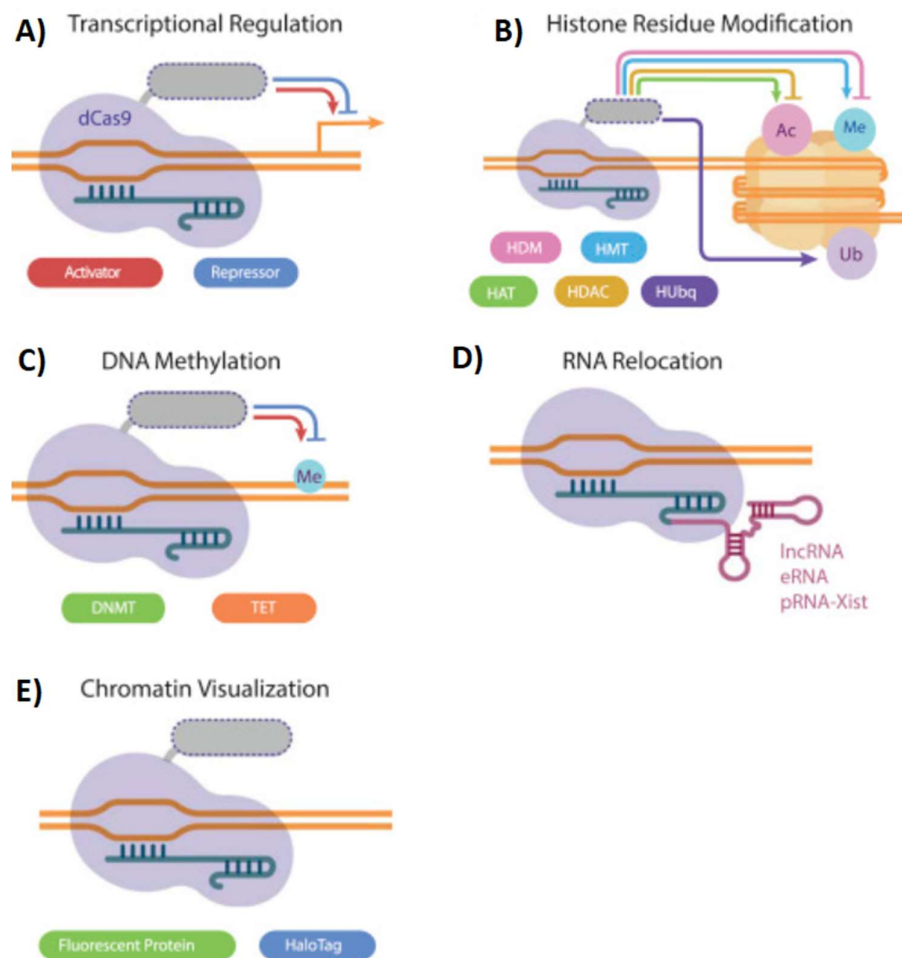 A) Transcriptional Regulation
dCas9
Activator Repressor
B) Histone Residue Modification
Ac Me
Ub
HDM HMT
HAT HDAC HUbq
C) DNA Methylation
Me
DNMT TET
D) RNA Relocation
lncRNA
eRNA
pRNA-Xist
E) Chromatin Visualization
Fluorescent Protein HaloTag